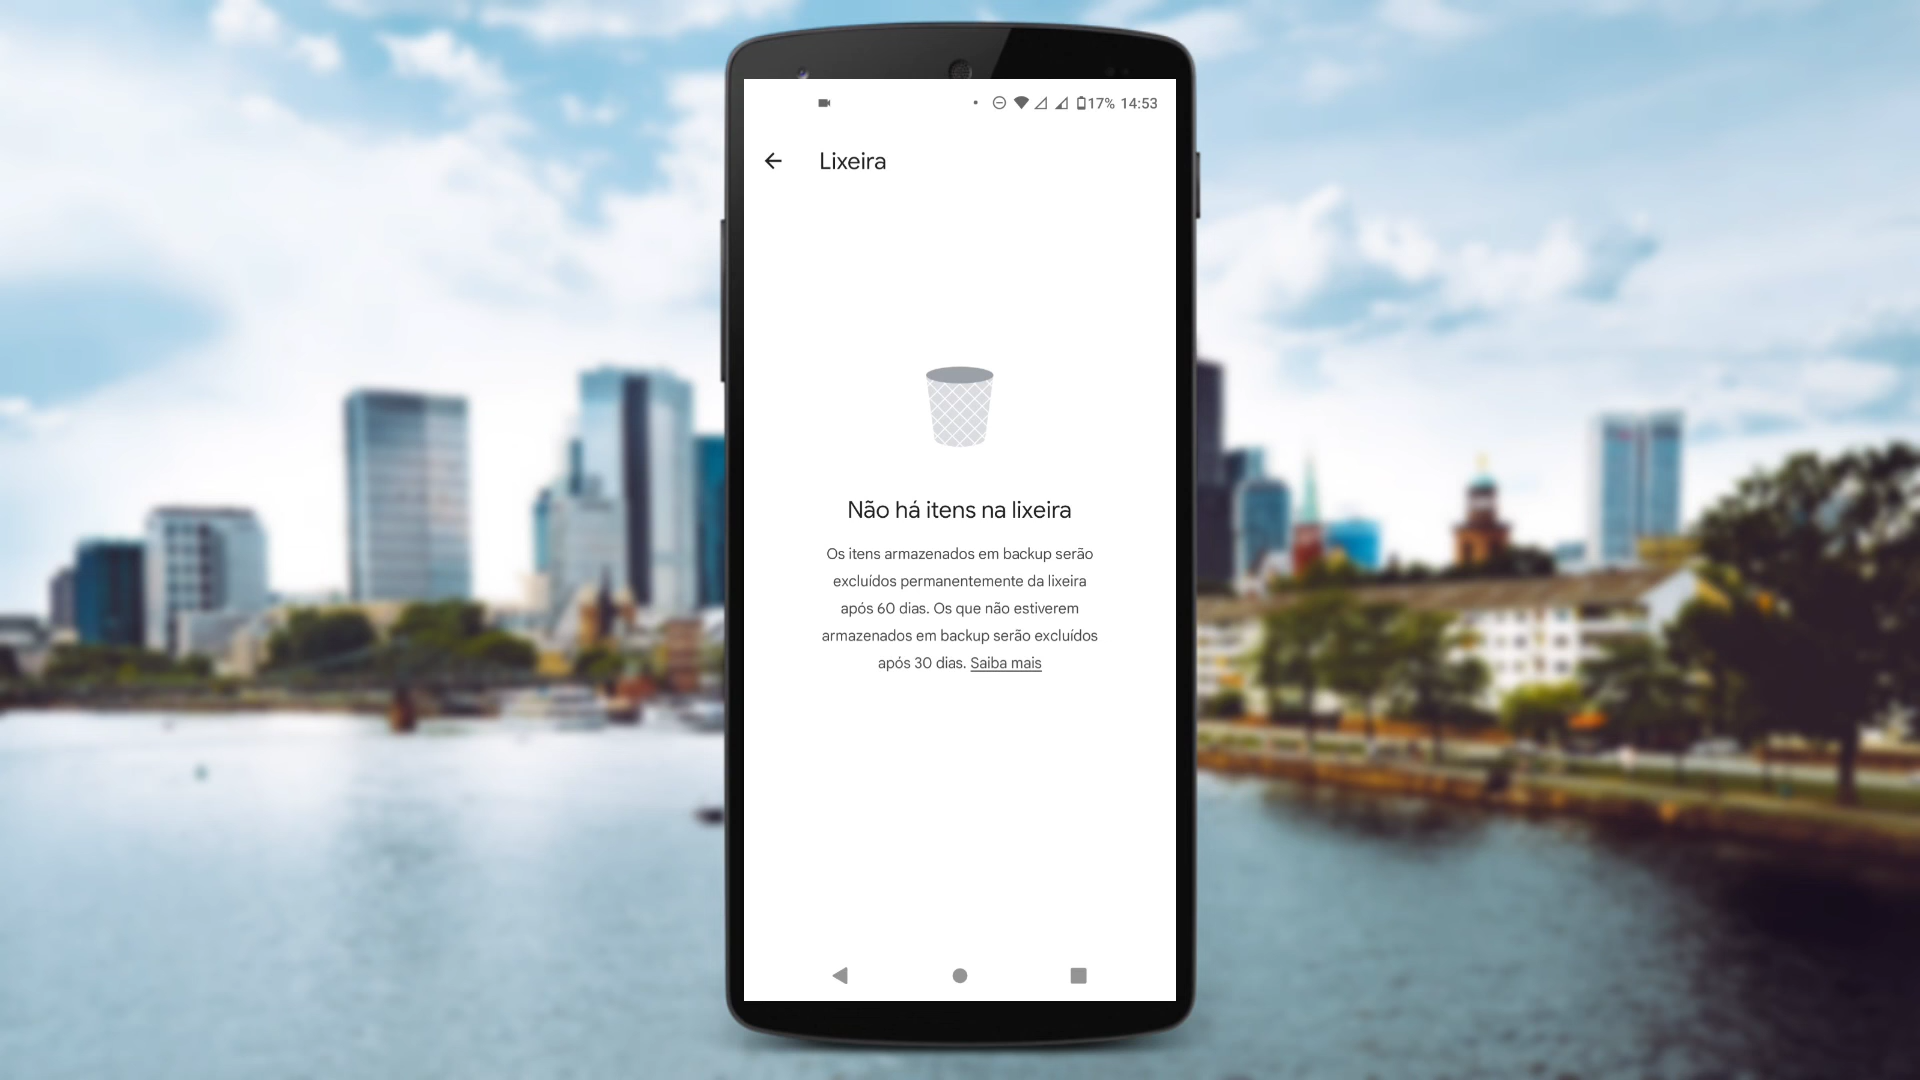 17% 14:53
Lixeira
Não há itens na lixeira
Os itens armazenados em backup serão
excluídos permanentemente da lixeira
após 60 dias. Os que não estiverem
armazenados em backup serão excluídos
após 30 dias. Saiba mais